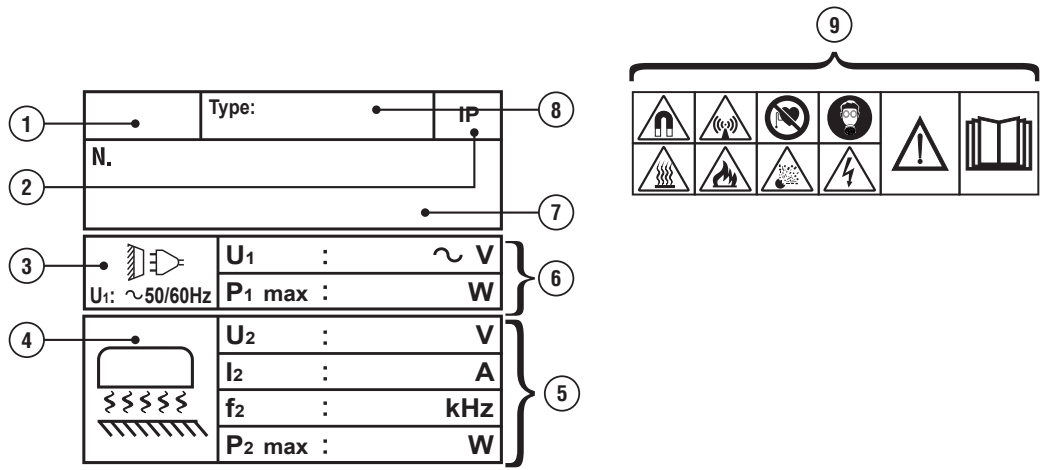 9
1
Type:
IP
8
N.
2
7
3
U1: ~50/60Hz
U1 : ~ V
P1 max : W
6
4
U2 : V
I2 : A
f2 : kHz
P2 max : W
5